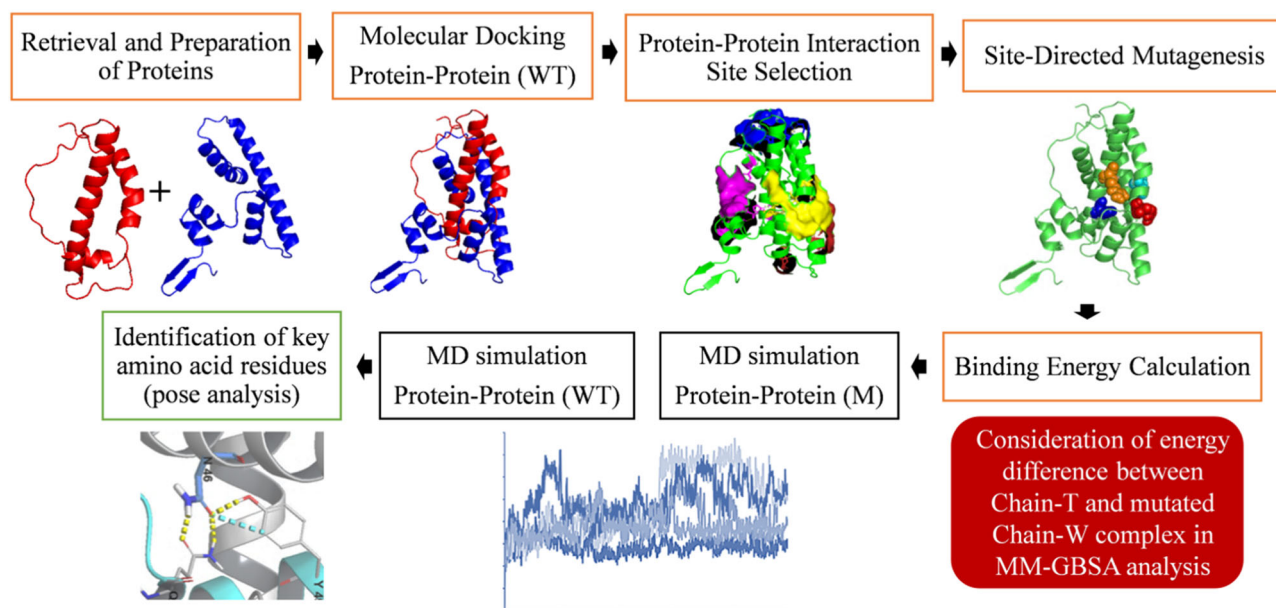 Retrieval and Preparation
of Proteins
Molecular Docking
Protein-Protein (WT)
Protein-Protein Interaction
Site Selection
Site-Directed Mutagenesis
+
Identification of key
amino acid residues
(pose analysis)
MD simulation
Protein-Protein (WT)
MD simulation
Protein-Protein (M)
Binding Energy Calculation
Consideration of energy
difference between
Chain-T and mutated
Chain-W complex in
MM-GBSA analysis